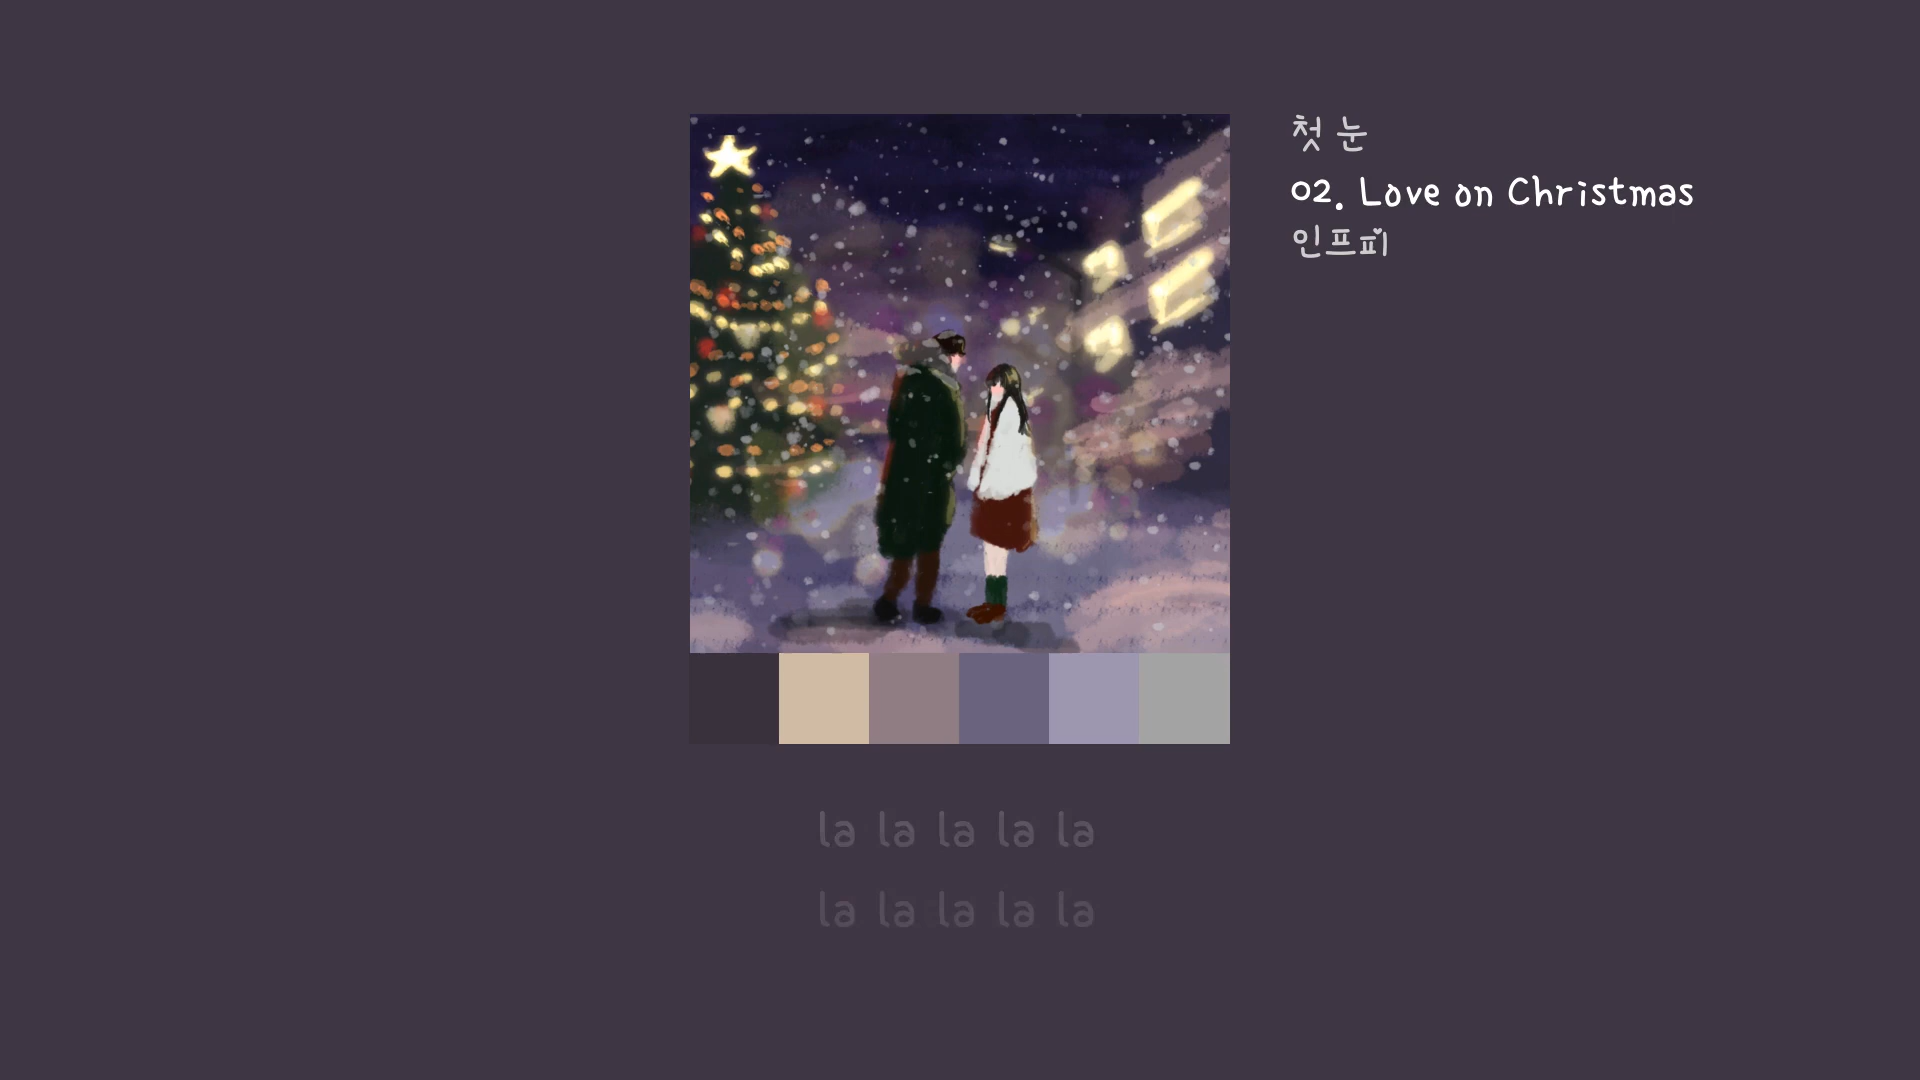 첫 눈
02. Love on Christmas
인프피
la la la la la
la la la la la